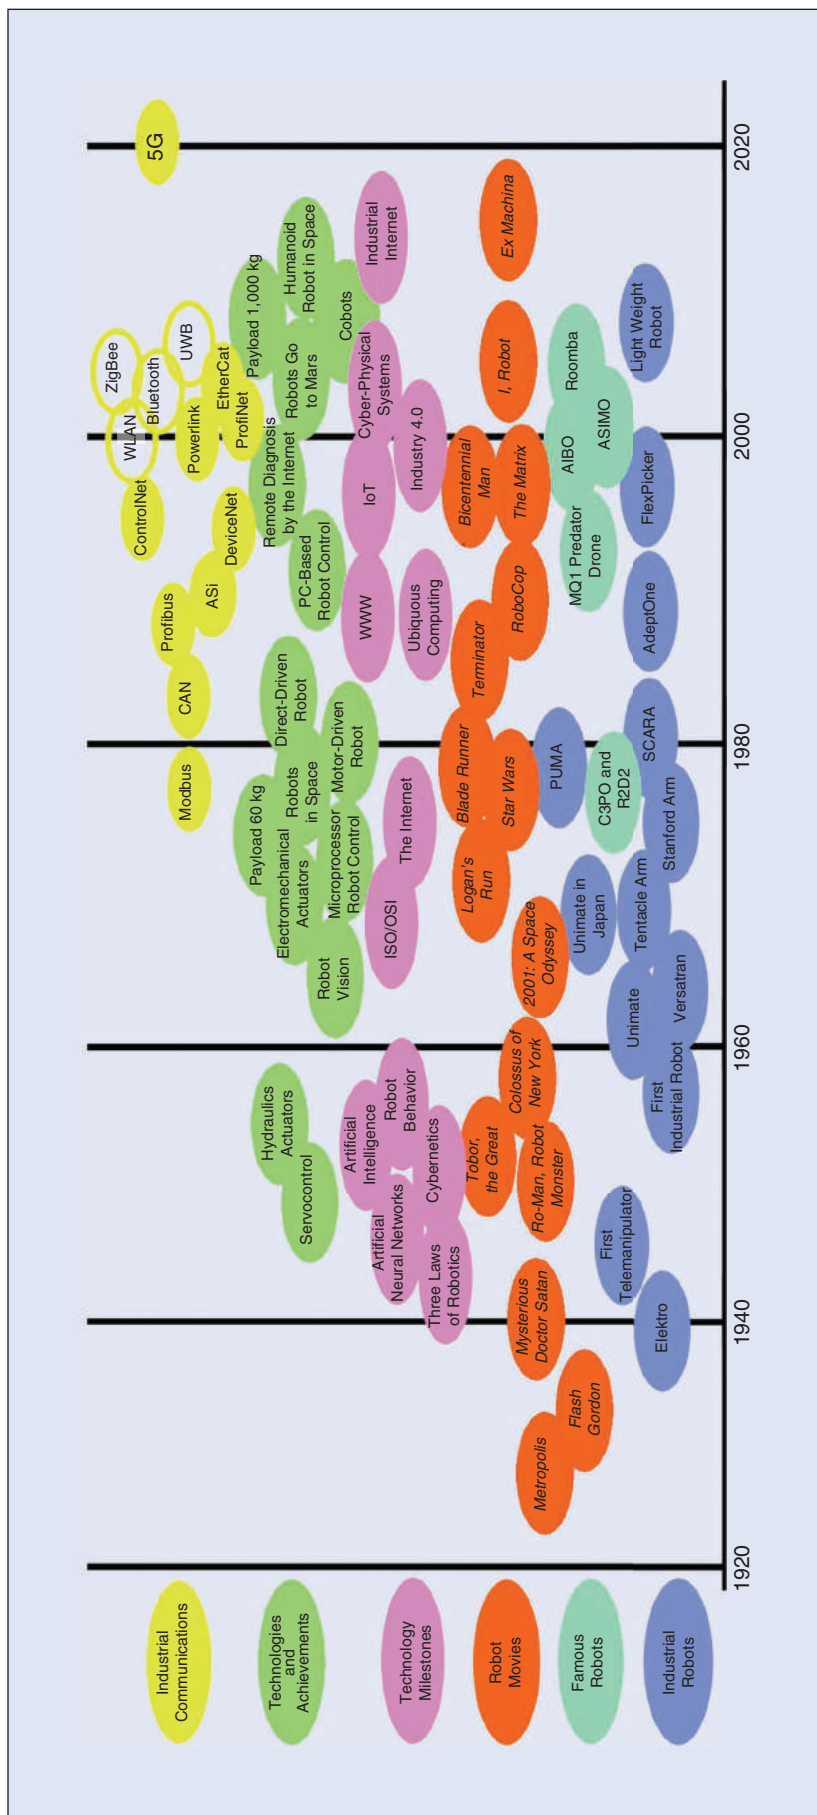 Industrial
Communications
Technologies
and
Achievements
Technology
Milestones
Robot
Movies
Famous
Robots
Industrial
Robots
Modbus
CAN
Profibus
ASi
DeviceNet
ControlNet
WLAN
ZigBee
Bluetooth
UWB
Powerlink
EtherCat
ProfiNet
5G
Hydraulics
Actuators
Servocontrol
Robot
Vision
Electromechanical
Actuators
Payload 60 kg
Microprocessor
Robot Control
Robots
in Space
Direct-Driven
Robot
Motor-Driven
Robot
PC-Based
Robot Control
Remote Diagnosis
by the Internet
Robots Go
to Mars
Payload 1,000 kg
Humanoid
Robot in Space
Cobots
Three Laws
of Robotics
Artificial
Neural Networks
Cybernetics
Artificial
Intelligence
Robot
Behavior
ISO/OSI
The Internet
WWW
Ubiquous
Computing
IoT
Industry 4.0
Cyber-Physical
Systems
Industrial
Internet
Metropolis
Flash
Gordon
Mysterious
Doctor Satan
Ro-Man, Robot
Monster
Tobor,
the Great
Colossus of
New York
2001: A Space
Odyssey
Logan's
Run
Star Wars
Blade Runner
Terminator
RoboCop
Bicentennial
Man
The Matrix
I, Robot
Ex Machina
C3PO and
R2D2
MQ1 Predator
Drone
AIBO
ASIMO
Roomba
Elektro
First
Telemanipulator
First
Industrial Robot
Unimate
Versatran
Tentacle Arm
Unimate in
Japan
Stanford Arm
PUMA
SCARA
AdeptOne
FlexPicker
Light Weight
Robot
1920
1940
1960
1980
2000
2020